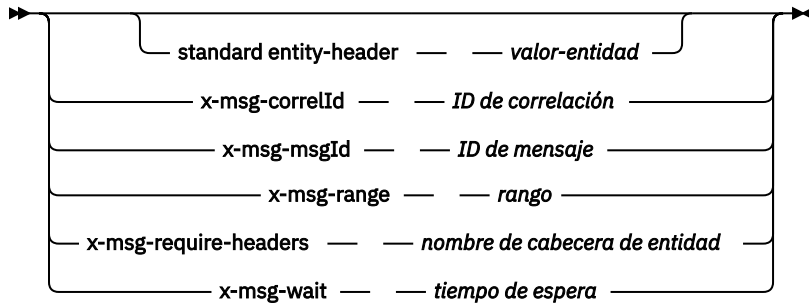 standard entity-header — valor-entidad
x-msg-correlId — ID de correlación
x-msg-msgId — ID de mensaje
x-msg-range — rango
x-msg-require-headers — nombre de cabecera de entidad
x-msg-wait — tiempo de espera